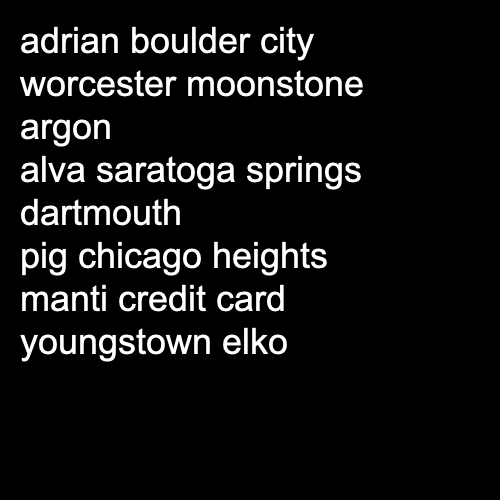 adrian boulder city
worcester moonstone
argon
alva saratoga springs
dartmouth
pig chicago heights
manti credit card
youngstown elko